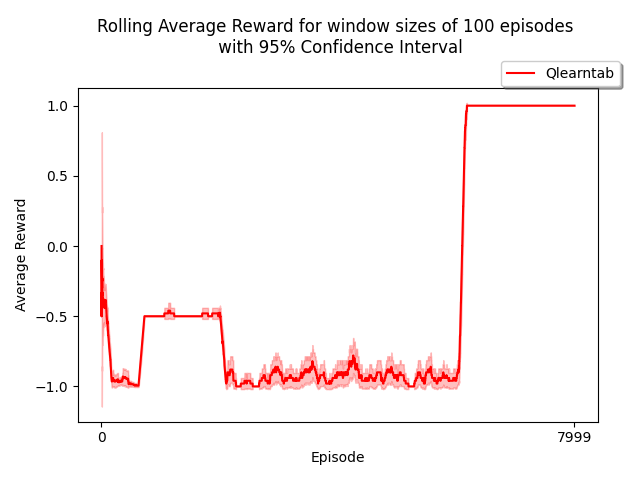 Rolling Average Reward for window sizes of 100 episodes
with 95% Confidence Interval
Qlearntab
1.0
0.5
0.0
−0.5
−1.0
Average Reward
0
7999
Episode